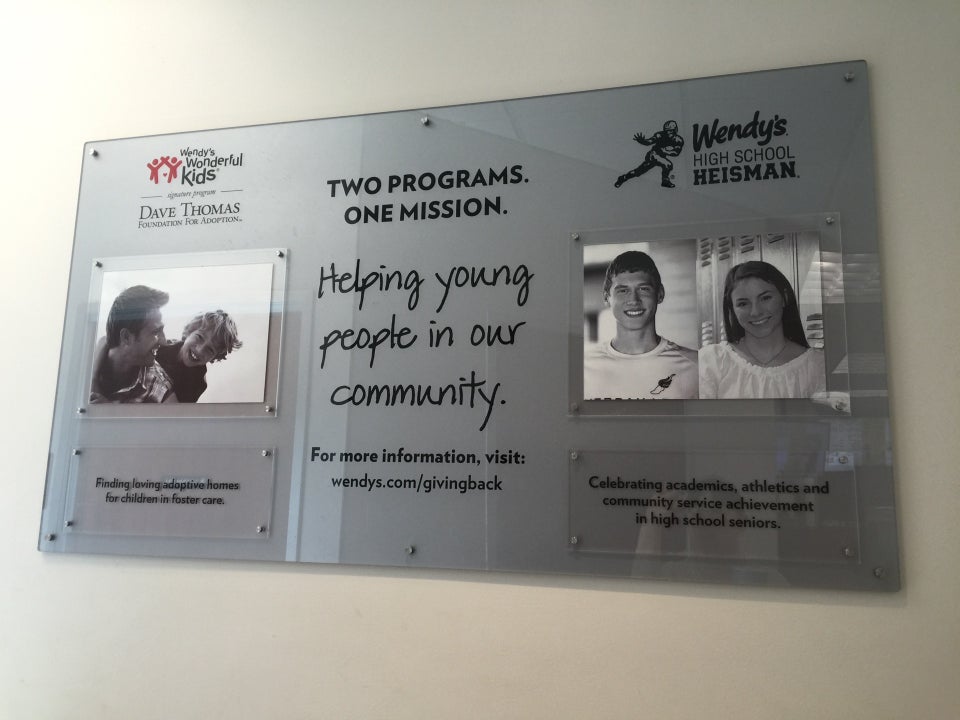 Wendy's
Wonderful
Kids®
signature program
DAVE THOMAS
FOUNDATION FOR ADOPTION
Finding loving adoptive homes
for children in foster care.
TWO PROGRAMS.
ONE MISSION.
Helping young
people in our
community.
For more information, visit:
wendys.com/givingback
Wendy's
HIGH SCHOOL
HEISMAN
Celebrating academics, athletics and
community service achievement
in high school seniors.